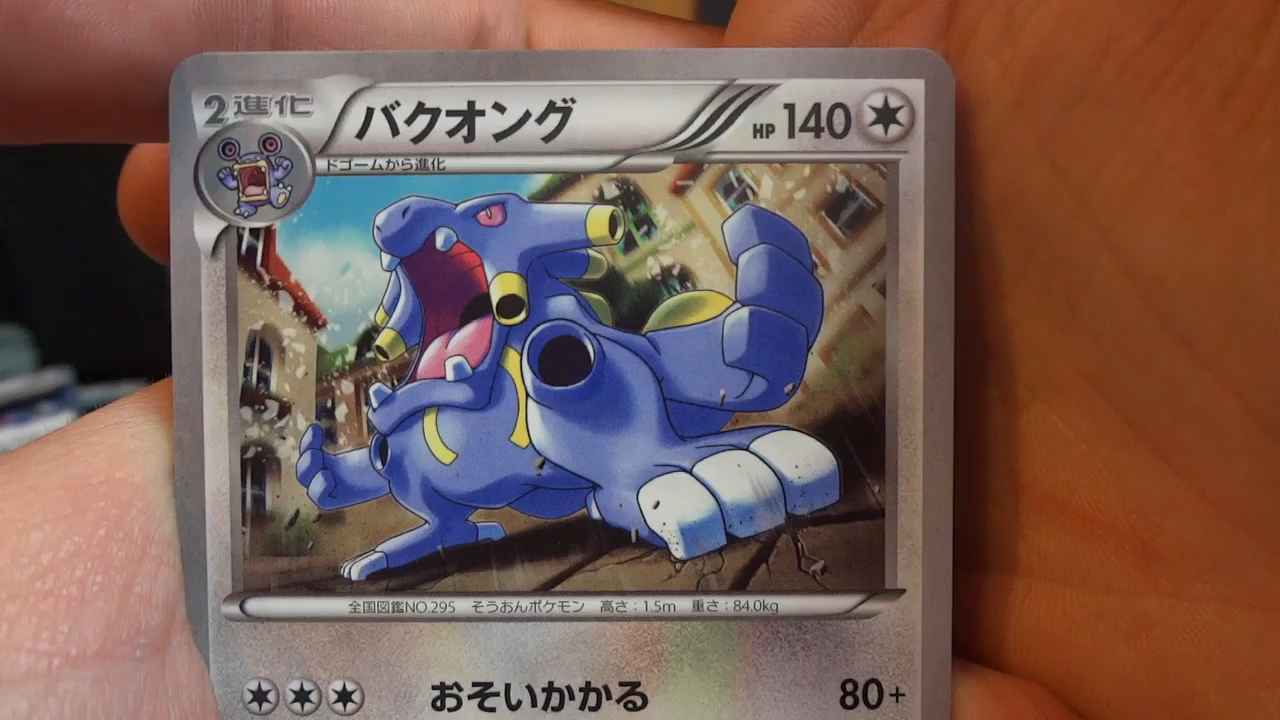 2進化
バクオング
HP 140
ドゴームから進化
全国図鑑NO.295 そうおんポケモン 高さ：1.5m 重さ：84.0kg
おそいかかる 80+